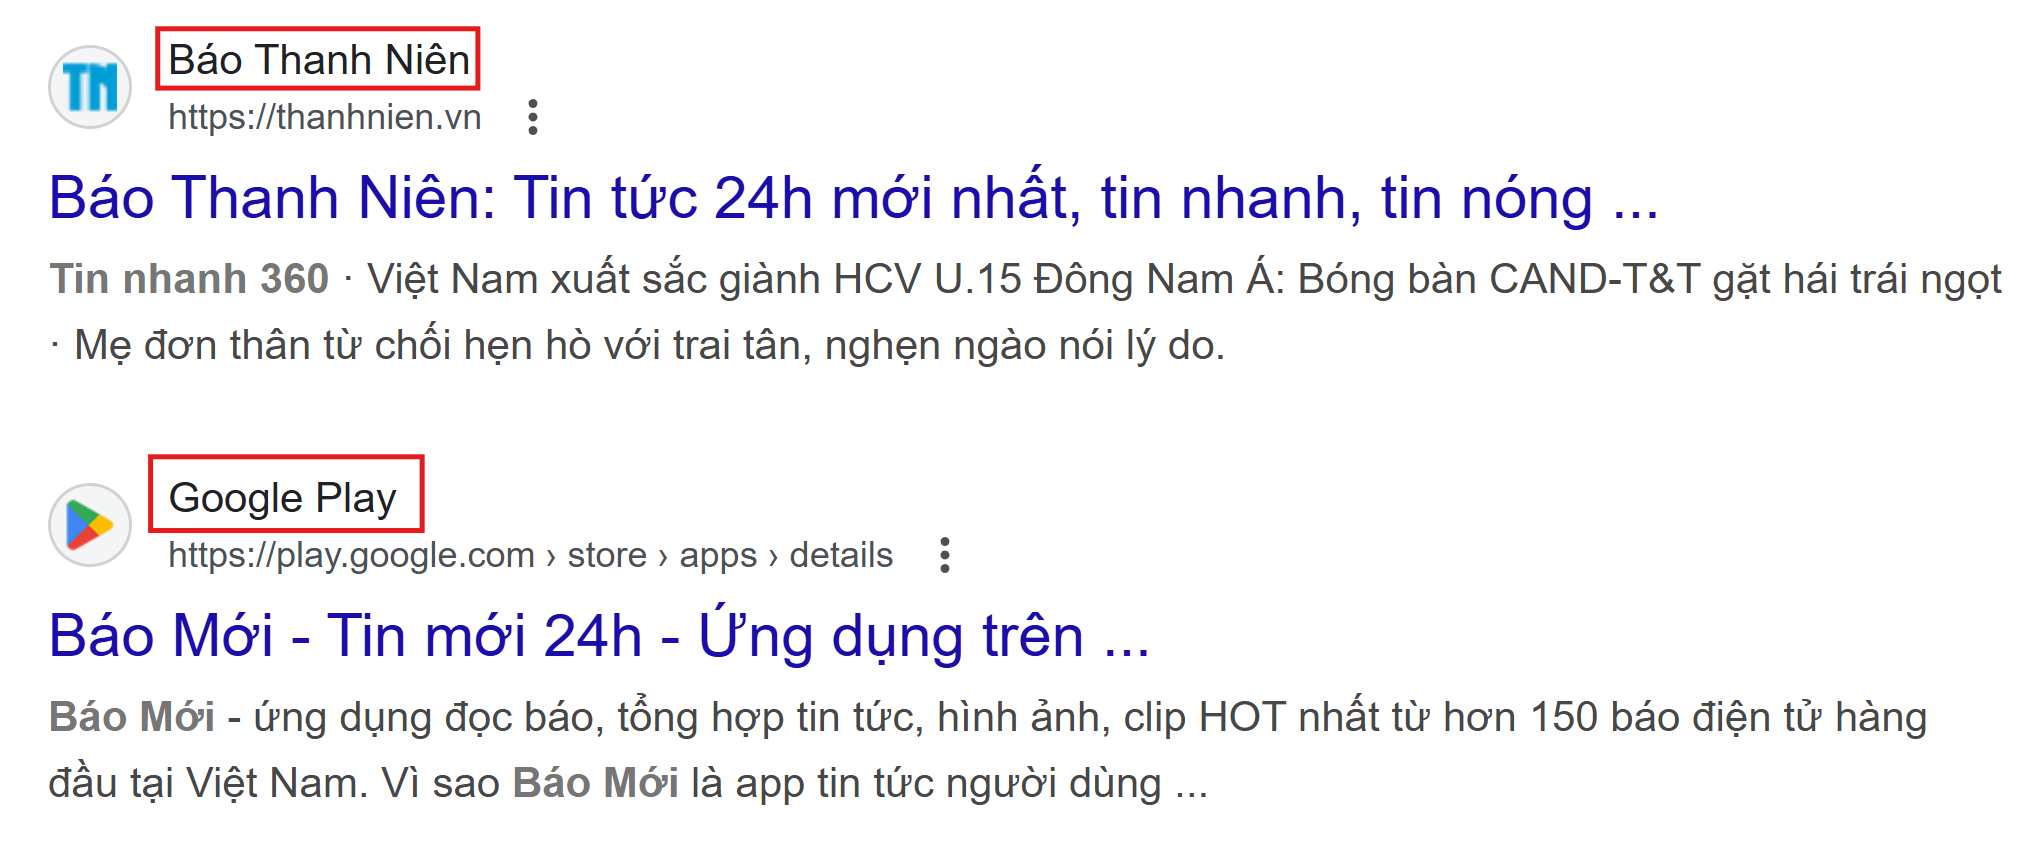 Báo Thanh Niên
TN
https://thanhnien.vn
Báo Thanh Niên: Tin tức 24h mới nhất, tin nhanh, tin nóng ...
Tin nhanh 360 · Việt Nam xuất sắc giành HCV U.15 Đông Nam Á: Bóng bàn CAND-T&T gặt hái trái ngọt
· Mẹ đơn thân từ chối hẹn hò với trai tân, nghẹn ngào nói lý do.
Google Play
https://play.google.com › store › apps › details
Báo Mới - Tin mới 24h - Ứng dụng trên ...
Báo Mới - ứng dụng đọc báo, tổng hợp tin tức, hình ảnh, clip HOT nhất từ hơn 150 báo điện tử hàng
đầu tại Việt Nam. Vì sao Báo Mới là app tin tức người dùng ...